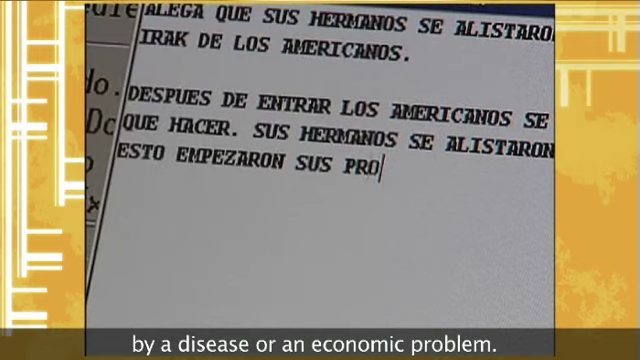 ALEGA QUE SUS HERMANOS SE ALISTARO
IRAK DE LOS AMERICANOS.
DESPUES DE ENTRAR LOS AMERICANOS SE
QUE HACER. SUS HERMANOS SE ALISTARON
ESTO EMPEZARON SUS PRO
by a disease or an economic problem.